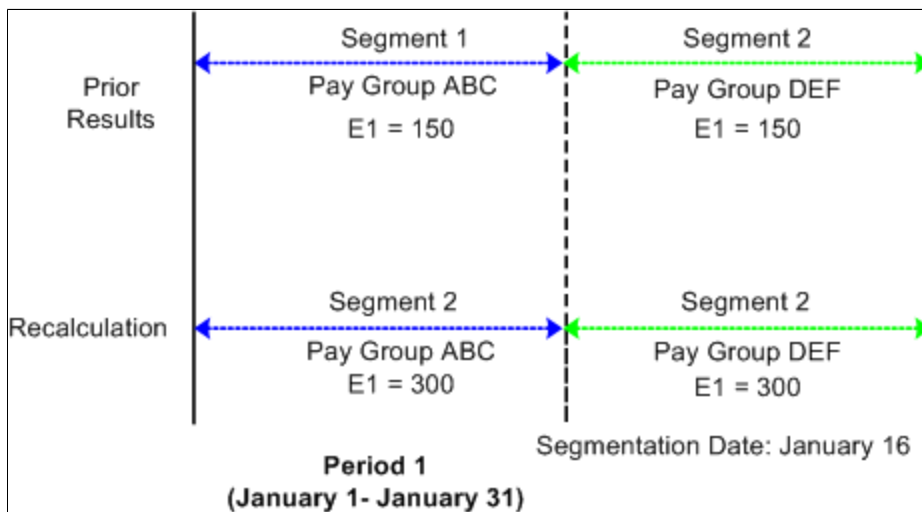 Segment 1
Segment 2
Prior
Results
Pay Group ABC
E1 = 150
Pay Group DEF
E1 = 150
Segment 2
Segment 2
Recalculation
Pay Group ABC
E1 = 300
Pay Group DEF
E1 = 300
Segmentation Date: January 16
Period 1
(January 1- January 31)